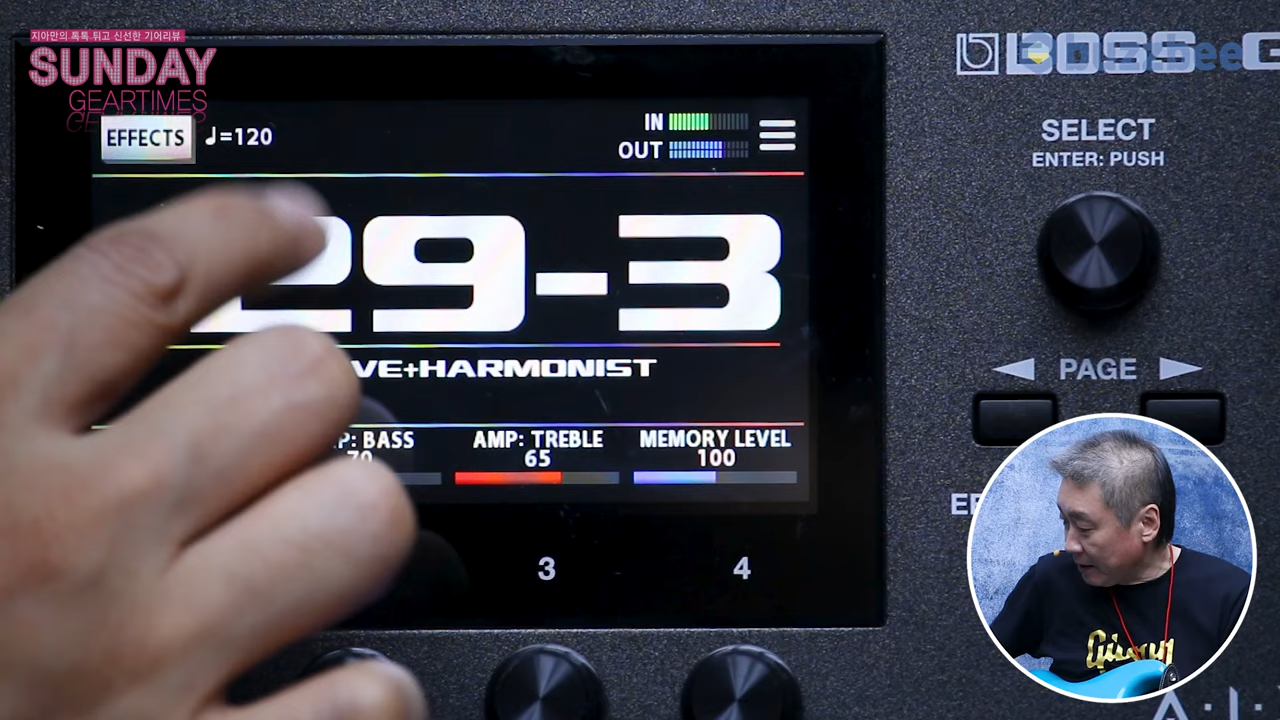 지아만의 톡톡 튀고 신선한 기어리뷰
SUNDAY
GEARTIMES
EFFECTS
♩=120
IN
OUT
29-3
VE+HARMONIST
P: BASS
70
AMP: TREBLE
65
MEMORY LEVEL
100
3
4
BOSS G
SELECT
ENTER: PUSH
PAGE
Gibson